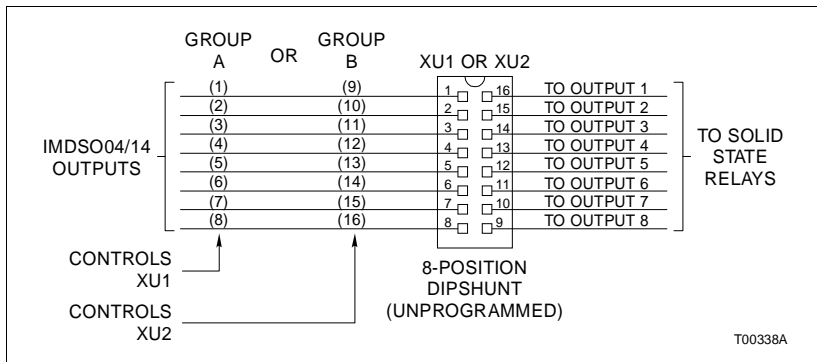 GROUP A OR GROUP B XU1 OR XU2
(1) (9) 1 16 TO OUTPUT 1
(2) (10) 2 15 TO OUTPUT 2
(3) (11) 3 14 TO OUTPUT 3
(4) (12) 4 13 TO OUTPUT 4
(5) (13) 5 12 TO OUTPUT 5
(6) (14) 6 11 TO OUTPUT 6
(7) (15) 7 10 TO OUTPUT 7
(8) (16) 8 9 TO OUTPUT 8
IMDSO04/14
OUTPUTS
TO SOLID
STATE
RELAYS
CONTROLS
XU1
CONTROLS
XU2
8-POSITION
DIPSHUNT
(UNPROGRAMMED)
T00338A